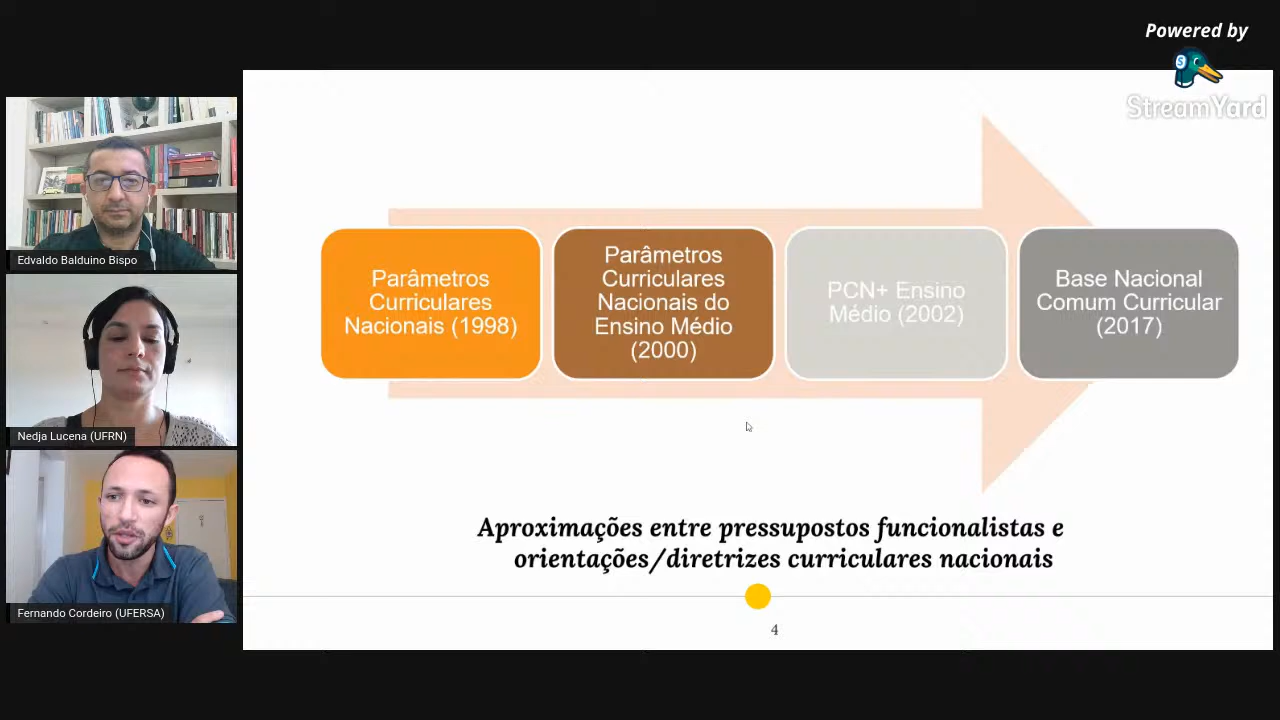 Powered by
StreamYard
Edvaldo Balduino Bispo
Nedja Lucena (UFRN)
Fernando Cordeiro (UFERSA)
Parâmetros
Curriculares
Nacionais (1998)
Parâmetros
Curriculares
Nacionais do
Ensino Médio
(2000)
PCN+ Ensino
Médio (2002)
Base Nacional
Comum Curricular
(2017)
Aproximações entre pressupostos funcionalistas e
orientações/diretrizes curriculares nacionais
4